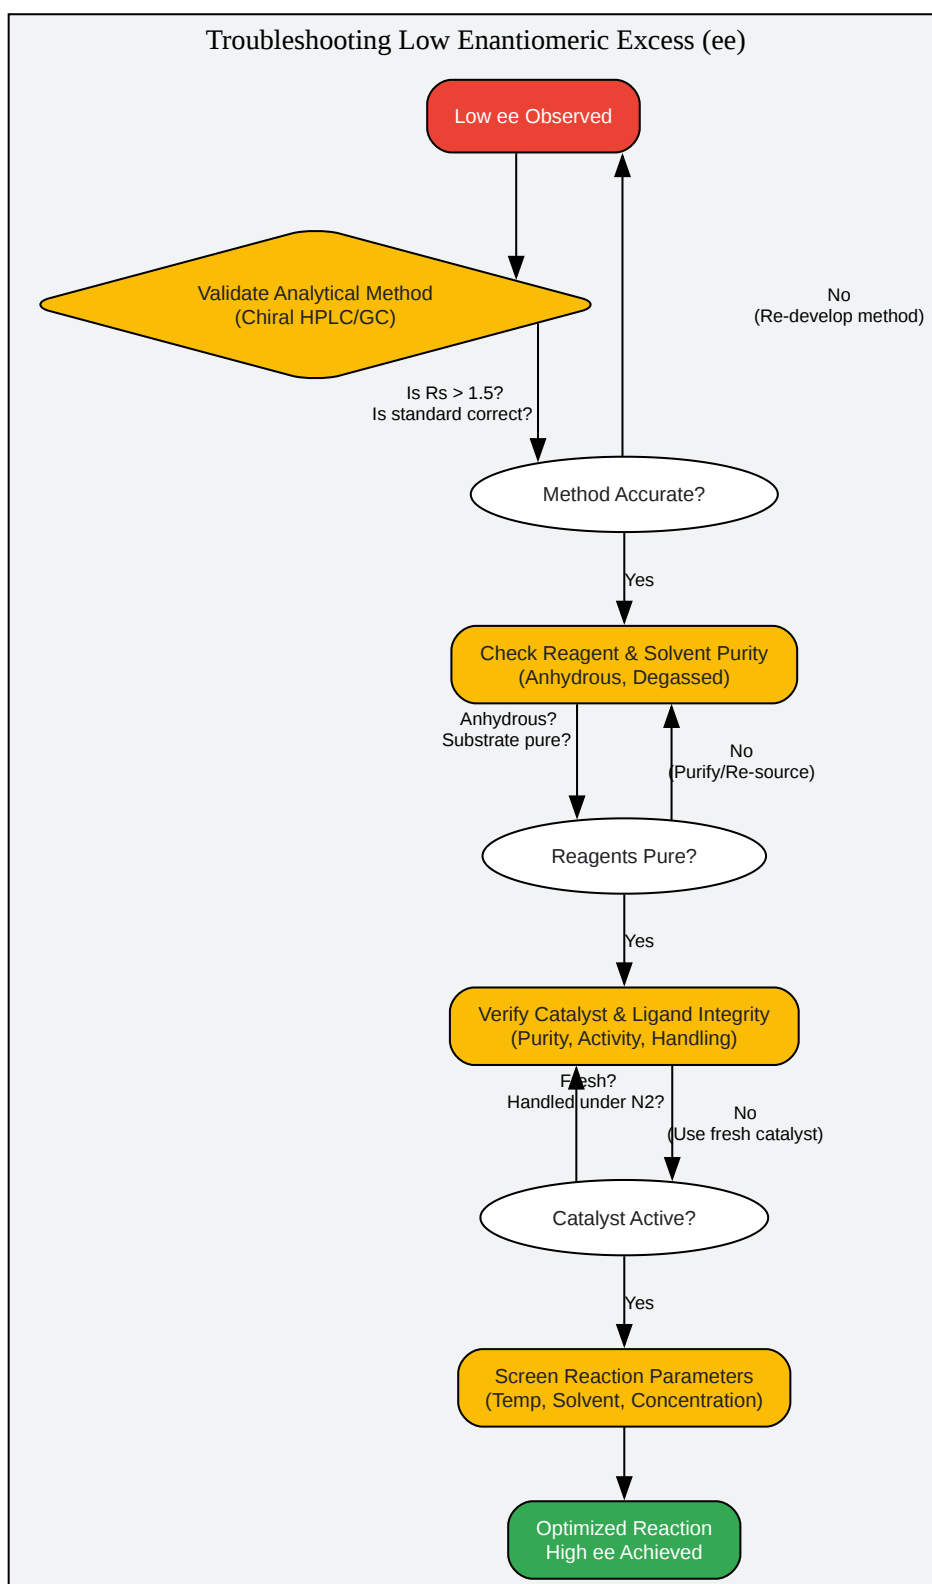 Troubleshooting Low Enantiomeric Excess (ee)
Low ee Observed
Validate Analytical Method
(Chiral HPLC/GC)
No
(Re-develop method)
Is Rs > 1.5?
Is standard correct?
Method Accurate?
Yes
Check Reagent & Solvent Purity
(Anhydrous, Degassed)
Anhydrous?
Substrate pure?
No
(Purify/Re-source)
Reagents Pure?
Yes
Verify Catalyst & Ligand Integrity
(Purity, Activity, Handling)
Fresh?
Handled under N2?
No
(Use fresh catalyst)
Catalyst Active?
Yes
Screen Reaction Parameters
(Temp, Solvent, Concentration)
Optimized Reaction
High ee Achieved